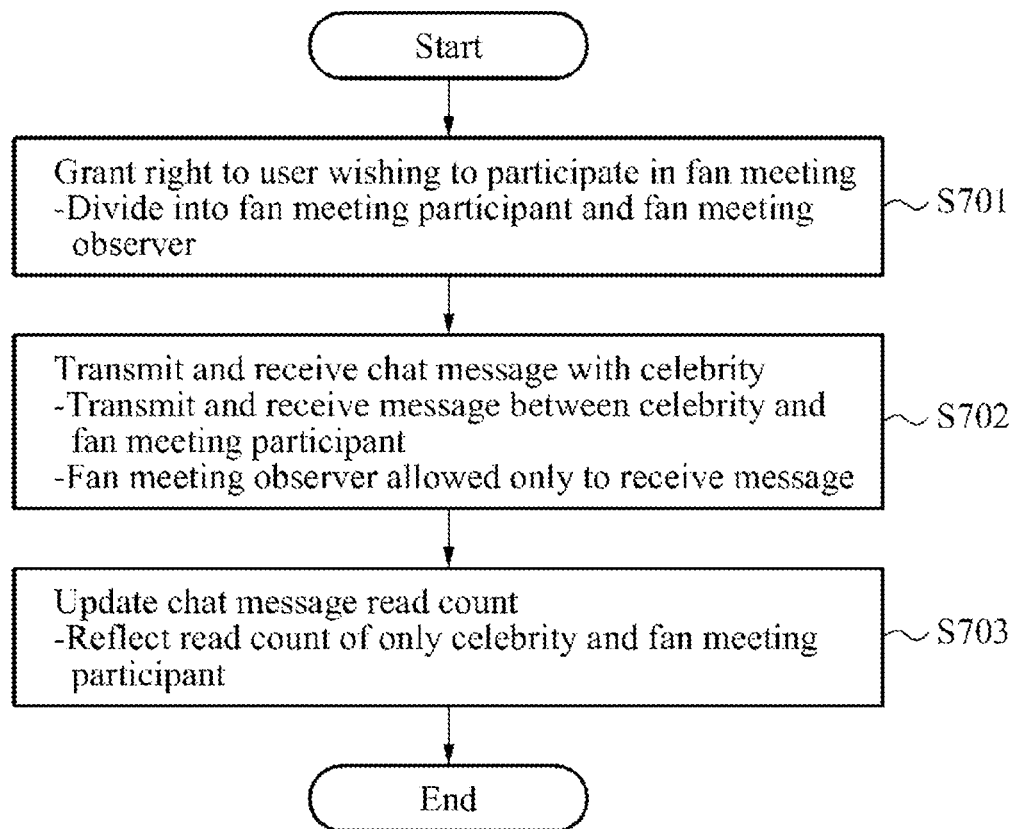 Start
Grant right to user wishing to participate in fan meeting
-Divide into fan meeting participant and fan meeting
observer
S701
Transmit and receive chat message with celebrity
-Transmit and receive message between celebrity and
fan meeting participant
-Fan meeting observer allowed only to receive message
S702
Update chat message read count
-Reflect read count of only celebrity and fan meeting
participant
S703
End